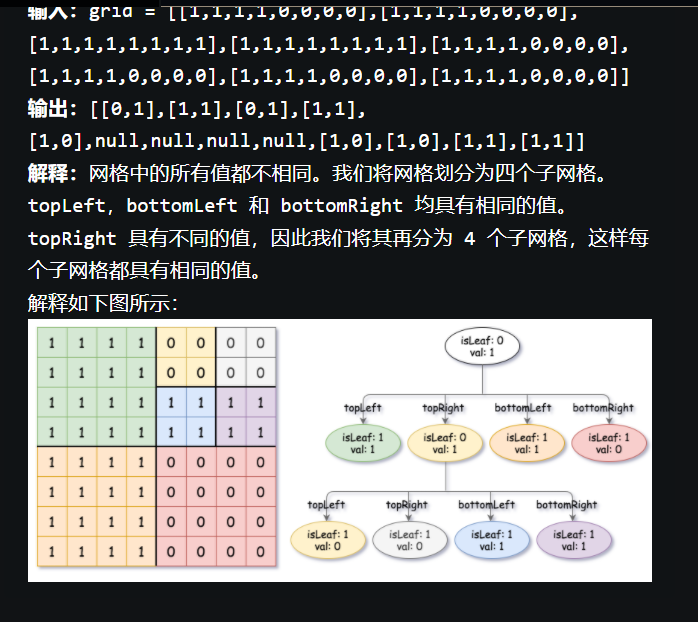 输入：grid = [[1,1,1,1,0,0,0,0],[1,1,1,1,0,0,0,0],
[1,1,1,1,1,1,1,1],[1,1,1,1,1,1,1,1],[1,1,1,1,0,0,0,0],
[1,1,1,1,0,0,0,0],[1,1,1,1,0,0,0,0],[1,1,1,1,0,0,0,0]]
输出：[[0,1],[1,1],[0,1],[1,1],
[1,0],null,null,null,null,[1,0],[1,0],[1,1],[1,1]]
解释：网格中的所有值都不相同。我们将网格划分为四个子网格。
topLeft，bottomLeft 和 bottomRight 均具有相同的值。
topRight 具有不同的值，因此我们将其再分为 4 个子网格，这样每
个子网格都具有相同的值。
解释如下图所示：
1 1 1 1 0 0 0 0
1 1 1 1 0 0 0 0
1 1 1 1 1 1 1 1
1 1 1 1 1 1 1 1
1 1 1 1 0 0 0 0
1 1 1 1 0 0 0 0
1 1 1 1 0 0 0 0
1 1 1 1 0 0 0 0
isLeaf: 0
val: 1
topLeft topRight bottomLeft bottomRight
isLeaf: 1 isLeaf: 0 isLeaf: 1 isLeaf: 1
val: 1 val: 1 val: 1 val: 0
topLeft topRight bottomLeft bottomRight
isLeaf: 1 isLeaf: 1 isLeaf: 1 isLeaf: 1
val: 0 val: 0 val: 1 val: 1